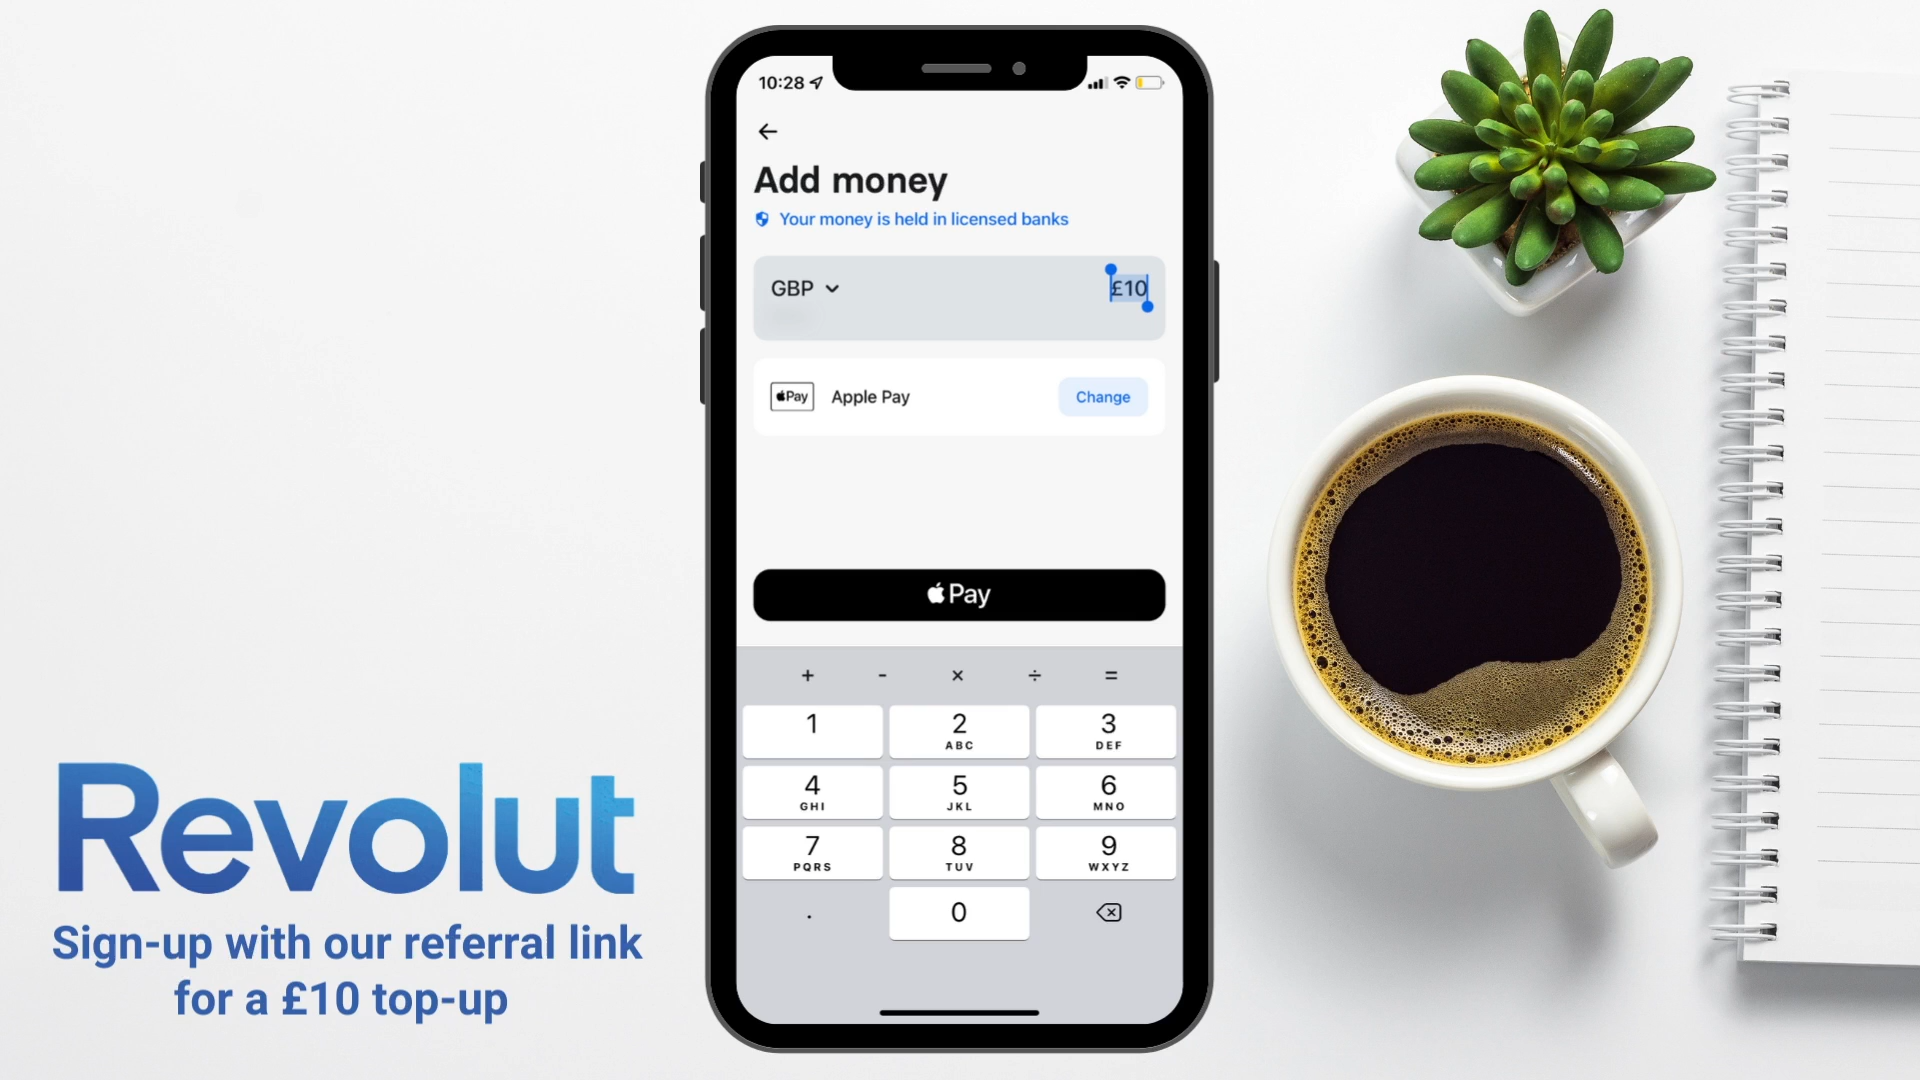 10:28
Add money
Your money is held in licensed banks
GBP £10
Pay Apple Pay Change
Pay
+ - × ÷ =
1 2 3
ABC DEF
4 5 6
GHI JKL MNO
7 8 9
PQRS TUV WXYZ
. 0
Revolut
Sign-up with our referral link
for a £10 top-up